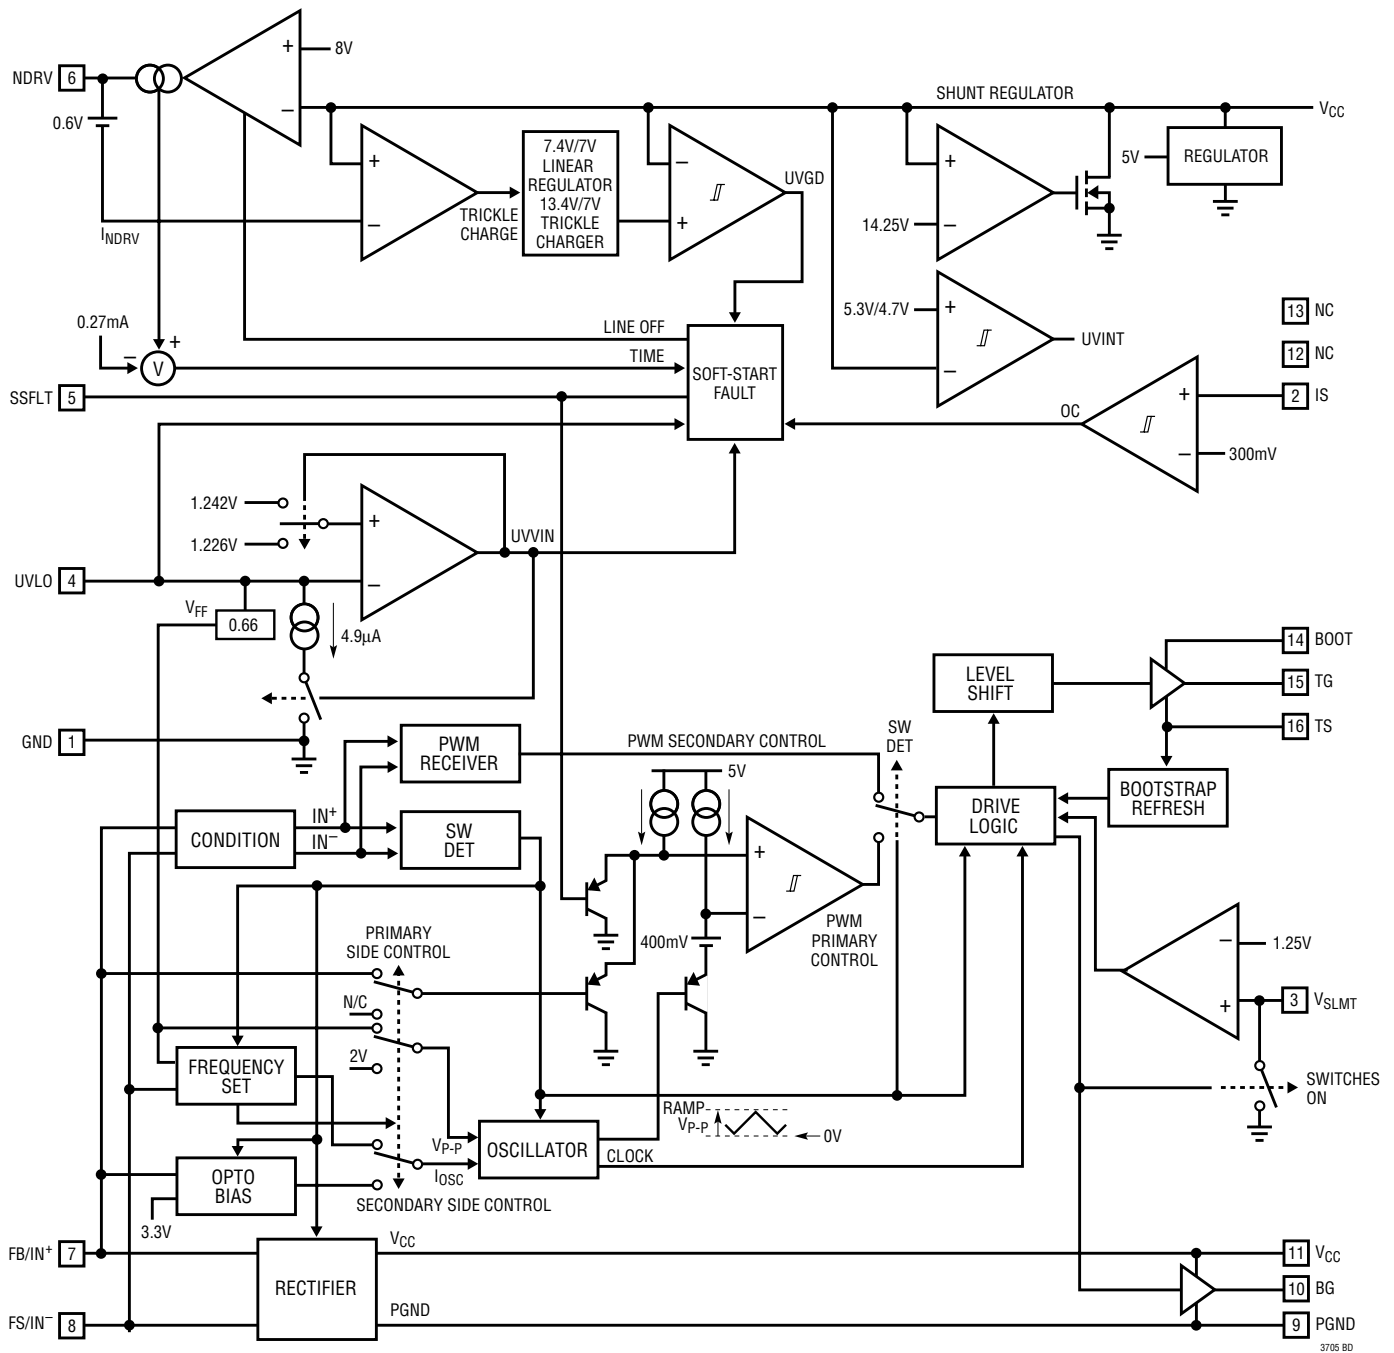 8V
NDRV 6
0.6V
SHUNT REGULATOR
VCC
+
–
INDRV
+
–
TRICKLE
CHARGE
7.4V/7V
LINEAR
REGULATOR
13.4V/7V
TRICKLE
CHARGER
–
+
UVGD
+
–
14.25V
5V
REGULATOR
0.27mA
–
+
V
LINE OFF
TIME
SSFLT 5
SOFT-START
FAULT
5.3V/4.7V
+
–
UVINT
13 NC
12 NC
2 IS
OC
+
–
300mV
1.242V
1.226V
+
–
UVVIN
UVLO 4
VFF
0.66
4.9µA
GND 1
LEVEL
SHIFT
14 BOOT
15 TG
16 TS
PWM
RECEIVER
PWM SECONDARY CONTROL
SW
DET
5V
DRIVE
LOGIC
BOOTSTRAP
REFRESH
CONDITION
IN+
IN–
SW
DET
+
–
PWM
PRIMARY
CONTROL
400mV
PRIMARY
SIDE CONTROL
N/C
2V
–
+
1.25V
3 VSLMT
SWITCHES
ON
FREQUENCY
SET
RAMP
VP-P
0V
VP-P
IOSC
OSCILLATOR
CLOCK
OPTO
BIAS
SECONDARY SIDE CONTROL
3.3V
FB/IN+ 7
RECTIFIER
VCC
11 VCC
10 BG
FS/IN– 8
PGND
9 PGND
3705 BD